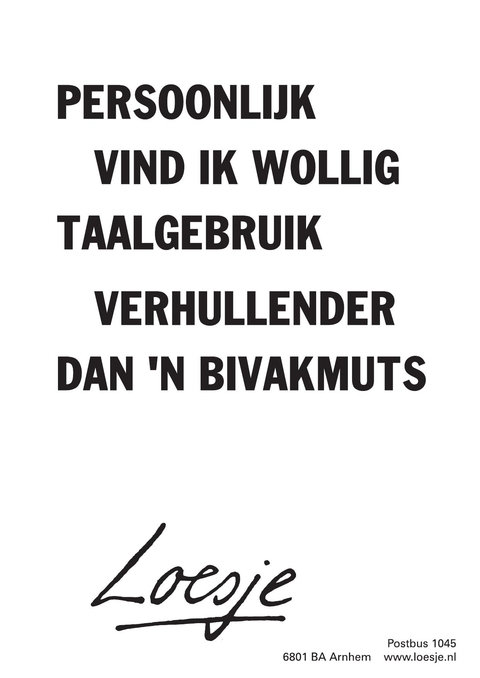 PERSOONLIJK
VIND IK WOLLIG
TAALGEBRUIK
VERHULLENDER
DAN 'N BIVAKMUTS
Loesje
Postbus 1045
6801 BA Arnhem www.loesje.nl